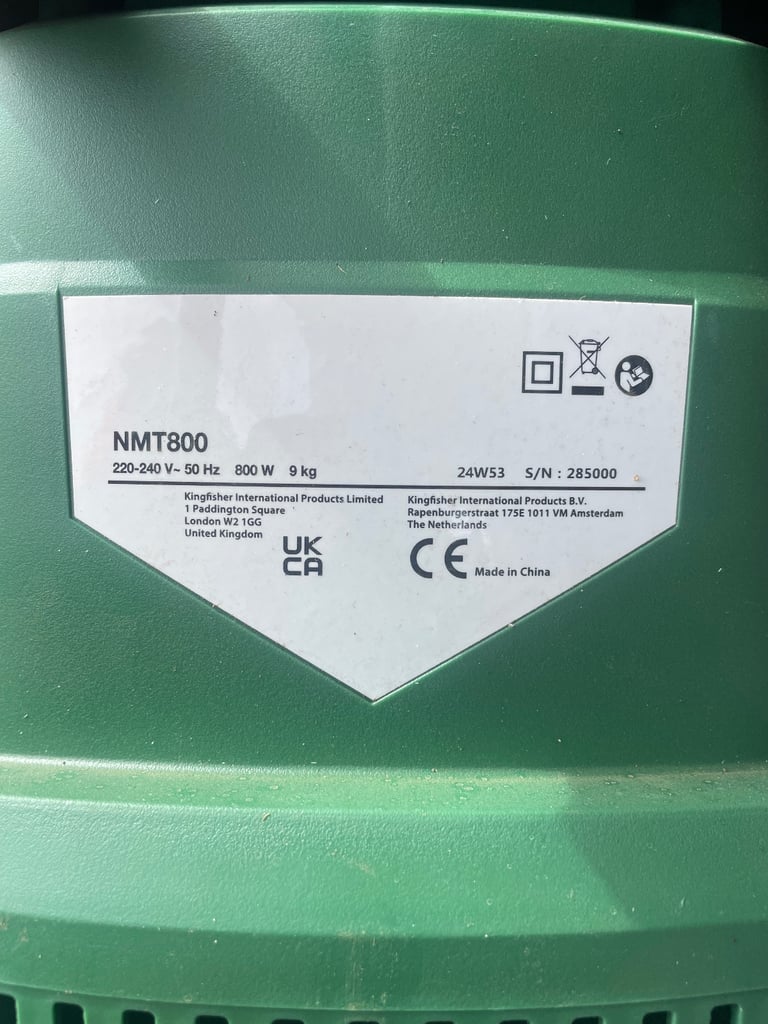 NMT800
220-240 V~ 50 Hz 800 W 9 kg 24W53 S/N : 285000
Kingfisher International Products Limited
1 Paddington Square
London W2 1GG
United Kingdom
UK
CA
Kingfisher International Products B.V.
Rapenburgerstraat 175E 1011 VM Amsterdam
The Netherlands
CE Made in China